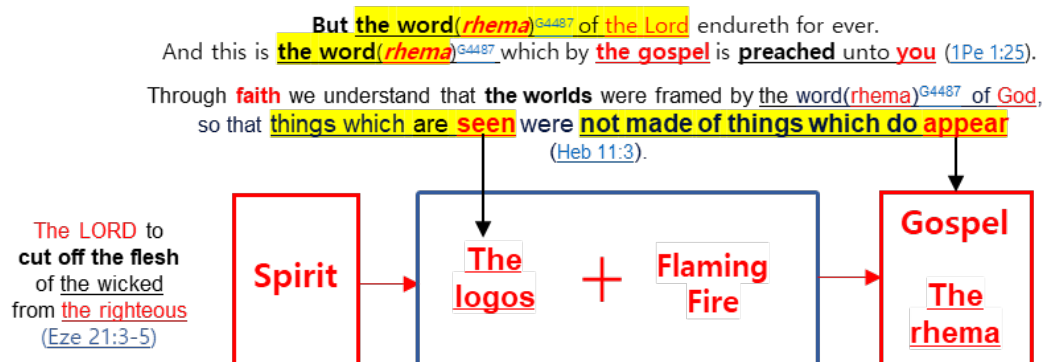 But the word(rhema)G4487 of the Lord endureth for ever.
And this is the word(rhema)G4487 which by the gospel is preached unto you (1Pe 1:25).
Through faith we understand that the worlds were framed by the word(rhema)G4487 of God,
so that things which are seen were not made of things which do appear
(Heb 11:3).
The LORD to
cut off the flesh
of the wicked
from the righteous
(Eze 21:3-5)
Spirit
The
logos
+
Flaming
Fire
Gospel
The
rhema